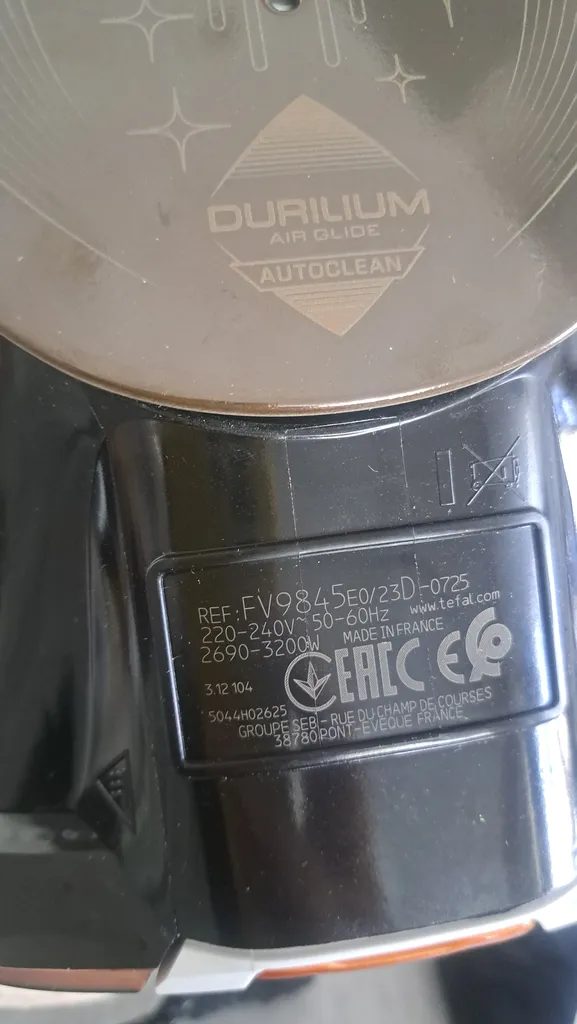 DURILIUM
AIR GLIDE
AUTOCLEAN
REF:FV9845E0/23D-0725
220-240V~50-60Hz www.tefal.com
2690-3200W MADE IN FRANCE
EAC CE
3.12 104
5044H02625
GROUPE SEB - RUE DU CHAMP DE COURSES
38780 PONT-EVEQUE FRANCE